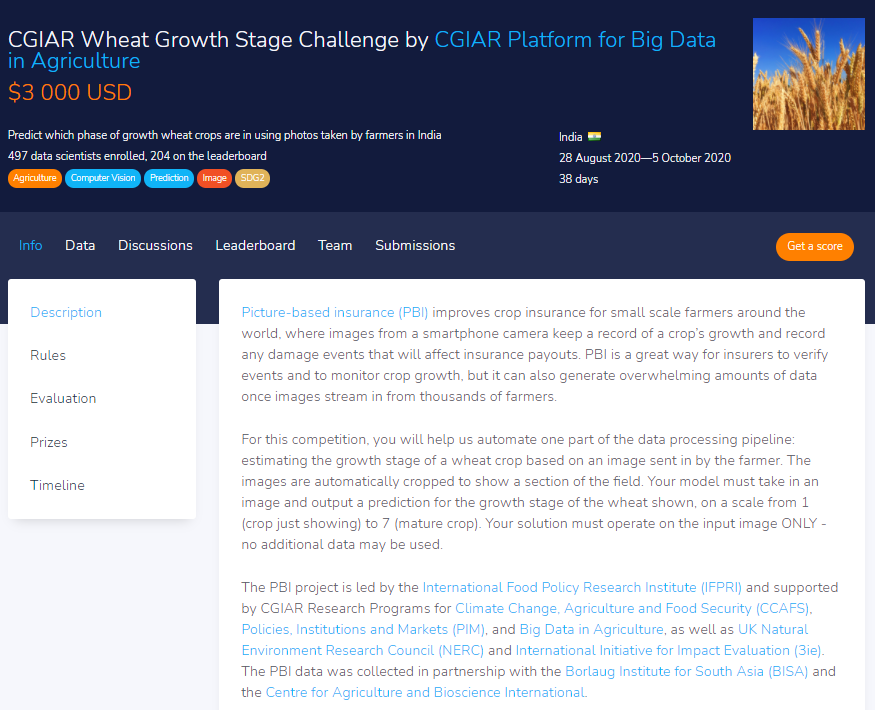 CGIAR Wheat Growth Stage Challenge by CGIAR Platform for Big Data
in Agriculture
$3 000 USD
Predict which phase of growth wheat crops are in using photos taken by farmers in India
497 data scientists enrolled, 204 on the leaderboard
Agriculture Computer Vision Prediction Image SDG2
India
28 August 2020—5 October 2020
38 days
Info Data Discussions Leaderboard Team Submissions Get a score
Description
Rules
Evaluation
Prizes
Timeline
Picture-based insurance (PBI) improves crop insurance for small scale farmers around the
world, where images from a smartphone camera keep a record of a crop's growth and record
any damage events that will affect insurance payouts. PBI is a great way for insurers to verify
events and to monitor crop growth, but it can also generate overwhelming amounts of data
once images stream in from thousands of farmers.
For this competition, you will help us automate one part of the data processing pipeline:
estimating the growth stage of a wheat crop based on an image sent in by the farmer. The
images are automatically cropped to show a section of the field. Your model must take in an
image and output a prediction for the growth stage of the wheat shown, on a scale from 1
(crop just showing) to 7 (mature crop). Your solution must operate on the input image ONLY -
no additional data may be used.
The PBI project is led by the International Food Policy Research Institute (IFPRI) and supported
by CGIAR Research Programs for Climate Change, Agriculture and Food Security (CCAFS),
Policies, Institutions and Markets (PIM), and Big Data in Agriculture, as well as UK Natural
Environment Research Council (NERC) and International Initiative for Impact Evaluation (3ie).
The PBI data was collected in partnership with the Borlaug Institute for South Asia (BISA) and
the Centre for Agriculture and Bioscience International.